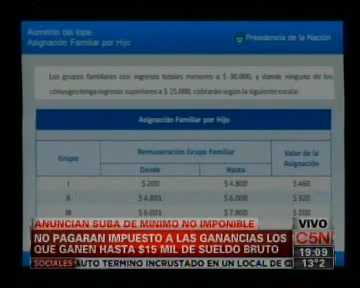 Aumento del tope:
Asignación Familiar por Hijo
Presidencia de la Nación
Los grupos familiares con ingresos totales menores a $ 30.000, y donde ninguno de los
cónyuges tenga ingresos superiores a $ 15.000, cobrarán según la siguiente escala:
Asignación Familiar por Hijo
Grupo
Remuneración Grupo Familiar
Valor de la
Asignación
Desde
Hasta
I $ 200 $ 4.800 $ 460
II $ 4.801 $ 6.000 $ 320
III $ 6.001 $ 7.800 $ 200
ANUNCIAN SUBA DE MINIMO NO IMPONIBLE
NO PAGARAN IMPUESTO A LAS GANANCIAS LOS
QUE GANEN HASTA $15 MIL DE SUELDO BRUTO
VIVO
C5N
19:09
13°2
SOCIALES AUTO TERMINO INCRUSTADO EN UN LOCAL DE